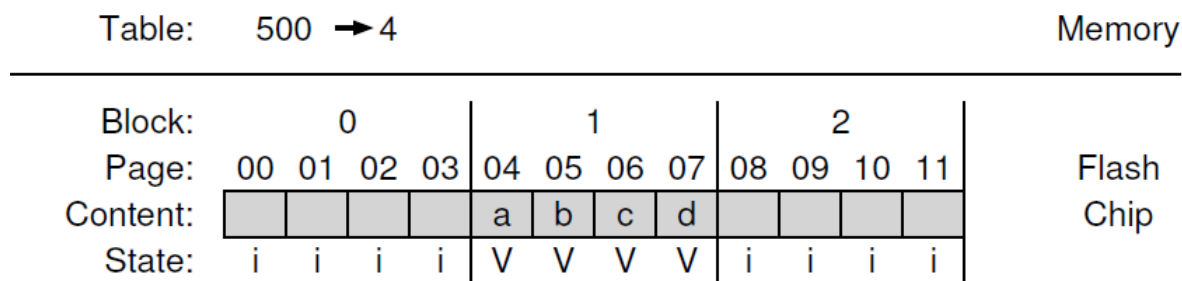 Table: 500 → 4 Memory
Block: 0 1 2
Page: 00 01 02 03 04 05 06 07 08 09 10 11 Flash
Content: a b c d Chip
State: i i i i V V V V i i i i